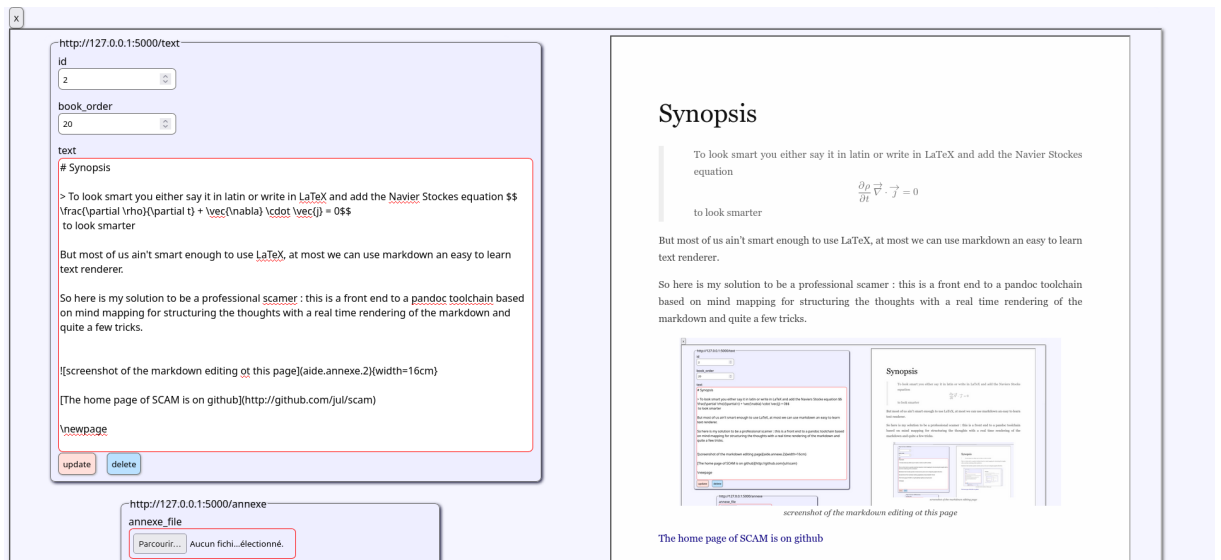 x
http://127.0.0.1:5000/text
id
2
book_order
20
text
# Synopsis
> To look smart you either say it in latin or write in LaTeX and add the Navier Stockes equation $$
\frac{\partial \rho}{\partial t} + \vec{\nabla} \cdot \vec{j} = 0$$
to look smarter
But most of us ain't smart enough to use LaTeX, at most we can use markdown an easy to learn
text renderer.
So here is my solution to be a professional scamer : this is a front end to a pandoc toolchain based
on mind mapping for structuring the thoughts with a real time rendering of the markdown and
quite a few tricks.
![screenshot of the markdown editing ot this page](aide.annexe.2){width=16cm}
[The home page of SCAM is on github](http://github.com/jul/scam)
\newpage
update delete
http://127.0.0.1:5000/annexe
annexe_file
Parcourir... Aucun fichi...électionné.
Synopsis
To look smart you either say it in latin or write in LaTeX and add the Navier Stockes
equation
∂ρ/∂t ∇⃗ · j⃗ = 0
to look smarter
But most of us ain't smart enough to use LaTeX, at most we can use markdown an easy to learn
text renderer.
So here is my solution to be a professional scamer : this is a front end to a pandoc toolchain
based on mind mapping for structuring the thoughts with a real time rendering of the
markdown and quite a few tricks.
Synopsis
screenshot of the markdown editing ot this page
The home page of SCAM is on github